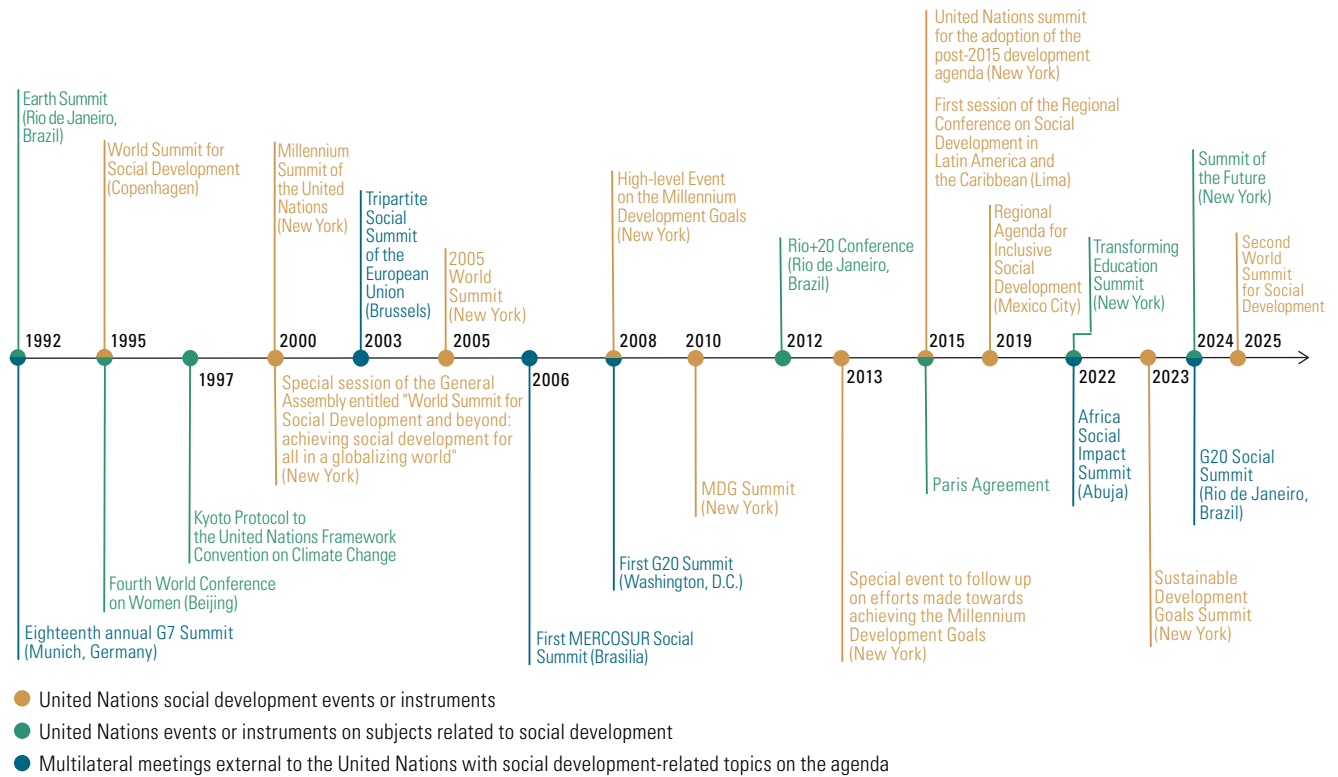 Earth Summit
(Rio de Janeiro,
Brazil)
World Summit for
Social Development
(Copenhagen)
Millennium
Summit of
the United
Nations
(New York)
Tripartite
Social
Summit
of the
European
Union
(Brussels)
2005
World
Summit
(New York)
High-level Event
on the Millennium
Development Goals
(New York)
Rio+20 Conference
(Rio de Janeiro,
Brazil)
United Nations summit
for the adoption of the
post-2015 development
agenda (New York)
First session of the Regional
Conference on Social
Development in
Latin America and
the Caribbean (Lima)
Regional
Agenda for
Inclusive
Social
Development
(Mexico City)
Transforming
Education
Summit
(New York)
Summit of
the Future
(New York)
Second
World
Summit
for Social
Development
1992
1995
1997
2000
2003
2005
2006
2008
2010
2012
2013
2015
2019
2022
2023
2024
2025
Eighteenth annual G7 Summit
(Munich, Germany)
Fourth World Conference
on Women (Beijing)
Kyoto Protocol to
the United Nations Framework
Convention on Climate Change
Special session of the General
Assembly entitled "World Summit for
Social Development and beyond:
achieving social development for
all in a globalizing world"
(New York)
First MERCOSUR Social
Summit (Brasilia)
First G20 Summit
(Washington, D.C.)
MDG Summit
(New York)
Special event to follow up
on efforts made towards
achieving the Millennium
Development Goals
(New York)
Paris Agreement
Africa
Social
Impact
Summit
(Abuja)
Sustainable
Development
Goals Summit
(New York)
G20 Social
Summit
(Rio de Janeiro,
Brazil)
United Nations social development events or instruments
United Nations events or instruments on subjects related to social development
Multilateral meetings external to the United Nations with social development-related topics on the agenda